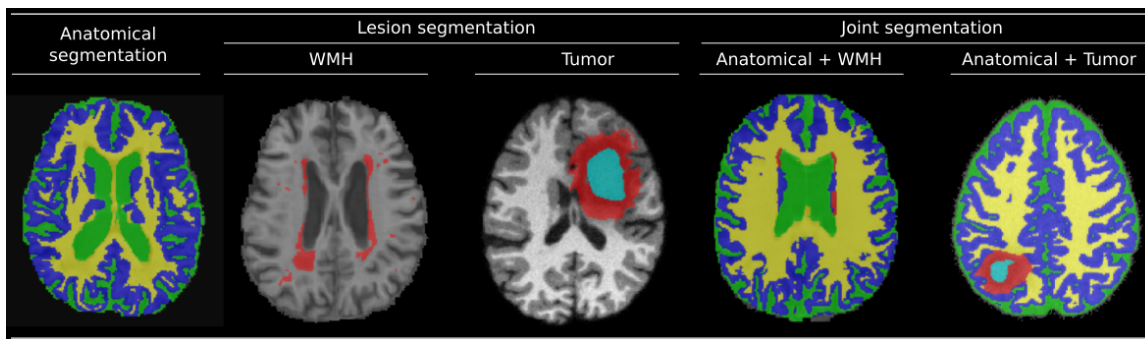 Anatomical
segmentation
Lesion segmentation
Joint segmentation
WMH
Tumor
Anatomical + WMH
Anatomical + Tumor